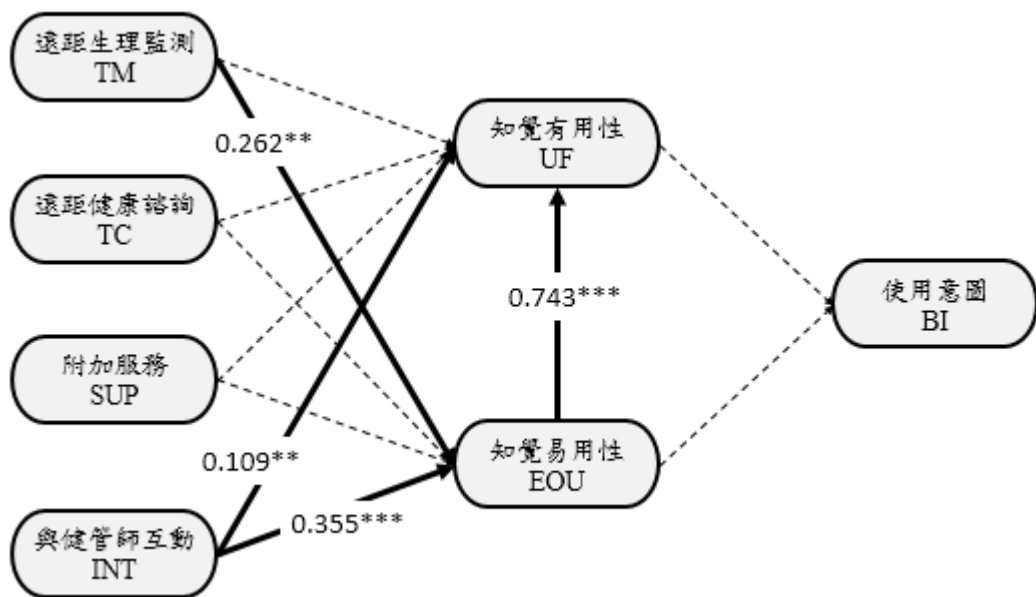 遠距生理監測
TM
知覺有用性
UF
0.262**
遠距健康諮詢
TC
0.743***
使用意圖
BI
附加服務
SUP
知覺易用性
EOU
0.109**
0.355***
與健管師互動
INT